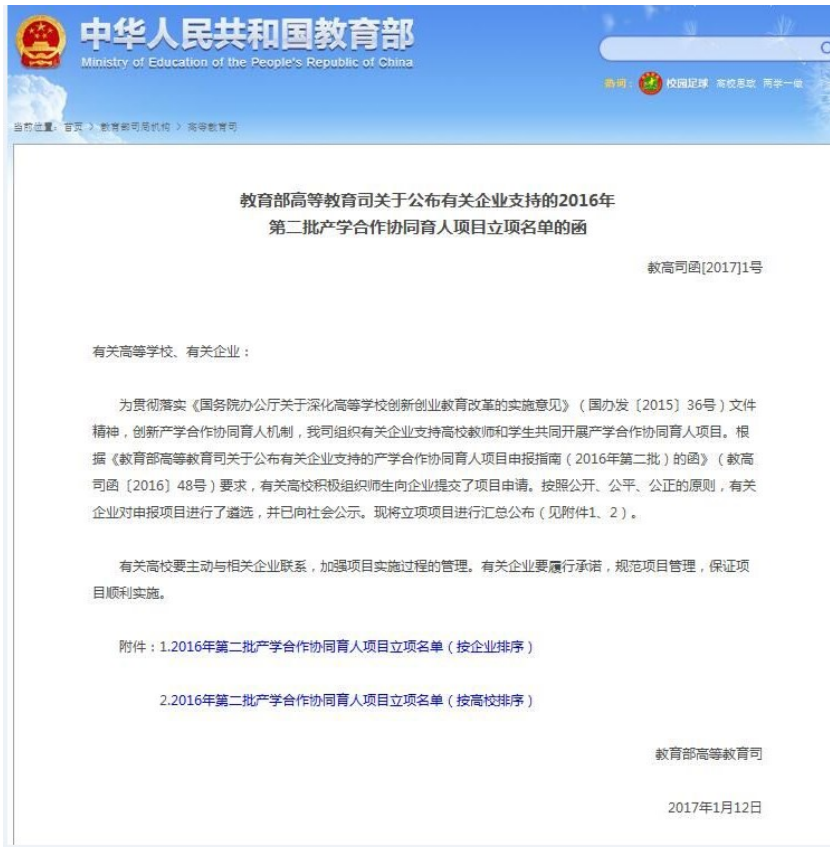 中华人民共和国教育部
Ministry of Education of the People's Republic of China
热词： 校园足球 高校思政 两学一做
当前位置： 首页 > 教育部司局机构 > 高等教育司
教育部高等教育司关于公布有关企业支持的2016年
第二批产学合作协同育人项目立项名单的函
教高司函[2017]1号
有关高等学校、有关企业：
为贯彻落实《国务院办公厅关于深化高等学校创新创业教育改革的实施意见》（国办发〔2015〕36号）文件
精神，创新产学合作协同育人机制，我司组织有关企业支持高校教师和学生共同开展产学合作协同育人项目。根
据《教育部高等教育司关于公布有关企业支持的产学合作协同育人项目申报指南（2016年第二批）的函》（教高
司函〔2016〕48号）要求，有关高校积极组织师生向企业提交了项目申请。按照公开、公平、公正的原则，有关
企业对申报项目进行了遴选，并已向社会公示。现将立项项目进行汇总公布（见附件1、2）。
有关高校要主动与相关企业联系，加强项目实施过程的管理。有关企业要履行承诺，规范项目管理，保证项
目顺利实施。
附件：1.2016年第二批产学合作协同育人项目立项名单（按企业排序）
2.2016年第二批产学合作协同育人项目立项名单（按高校排序）
教育部高等教育司
2017年1月12日